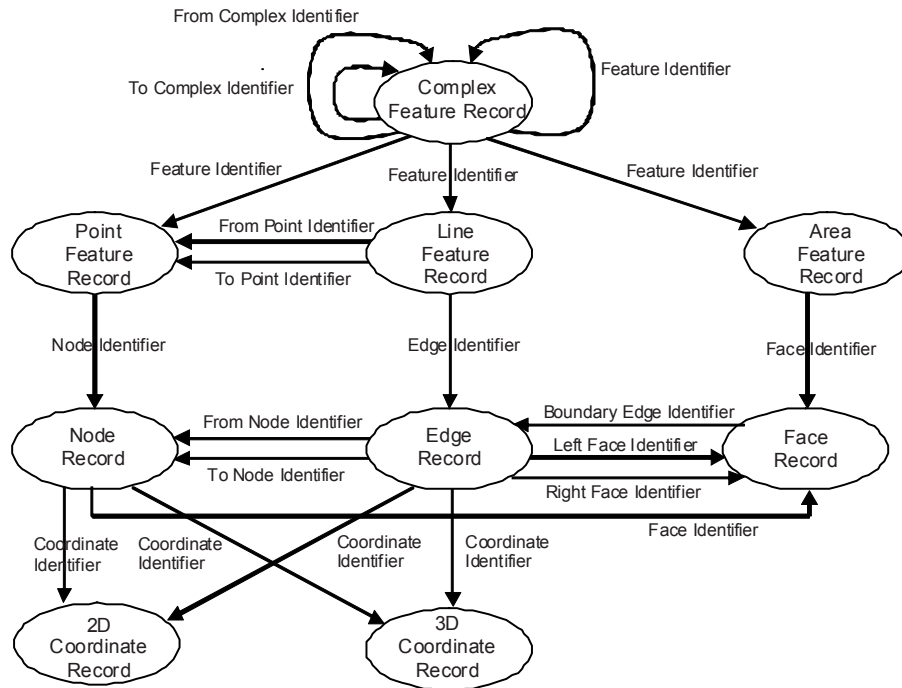 From Complex Identifier
To Complex Identifier
Feature Identifier
Complex
Feature Record
Feature Identifier
Feature Identifier
Feature Identifier
Point
Feature
Record
From Point Identifier
To Point Identifier
Line
Feature
Record
Area
Feature
Record
Node Identifier
Edge Identifier
Face Identifier
Node
Record
From Node Identifier
To Node Identifier
Edge
Record
Boundary Edge Identifier
Left Face Identifier
Right Face Identifier
Face
Record
Face Identifier
Coordinate
Identifier
Coordinate
Identifier
Coordinate
Identifier
Coordinate
Identifier
2D
Coordinate
Record
3D
Coordinate
Record